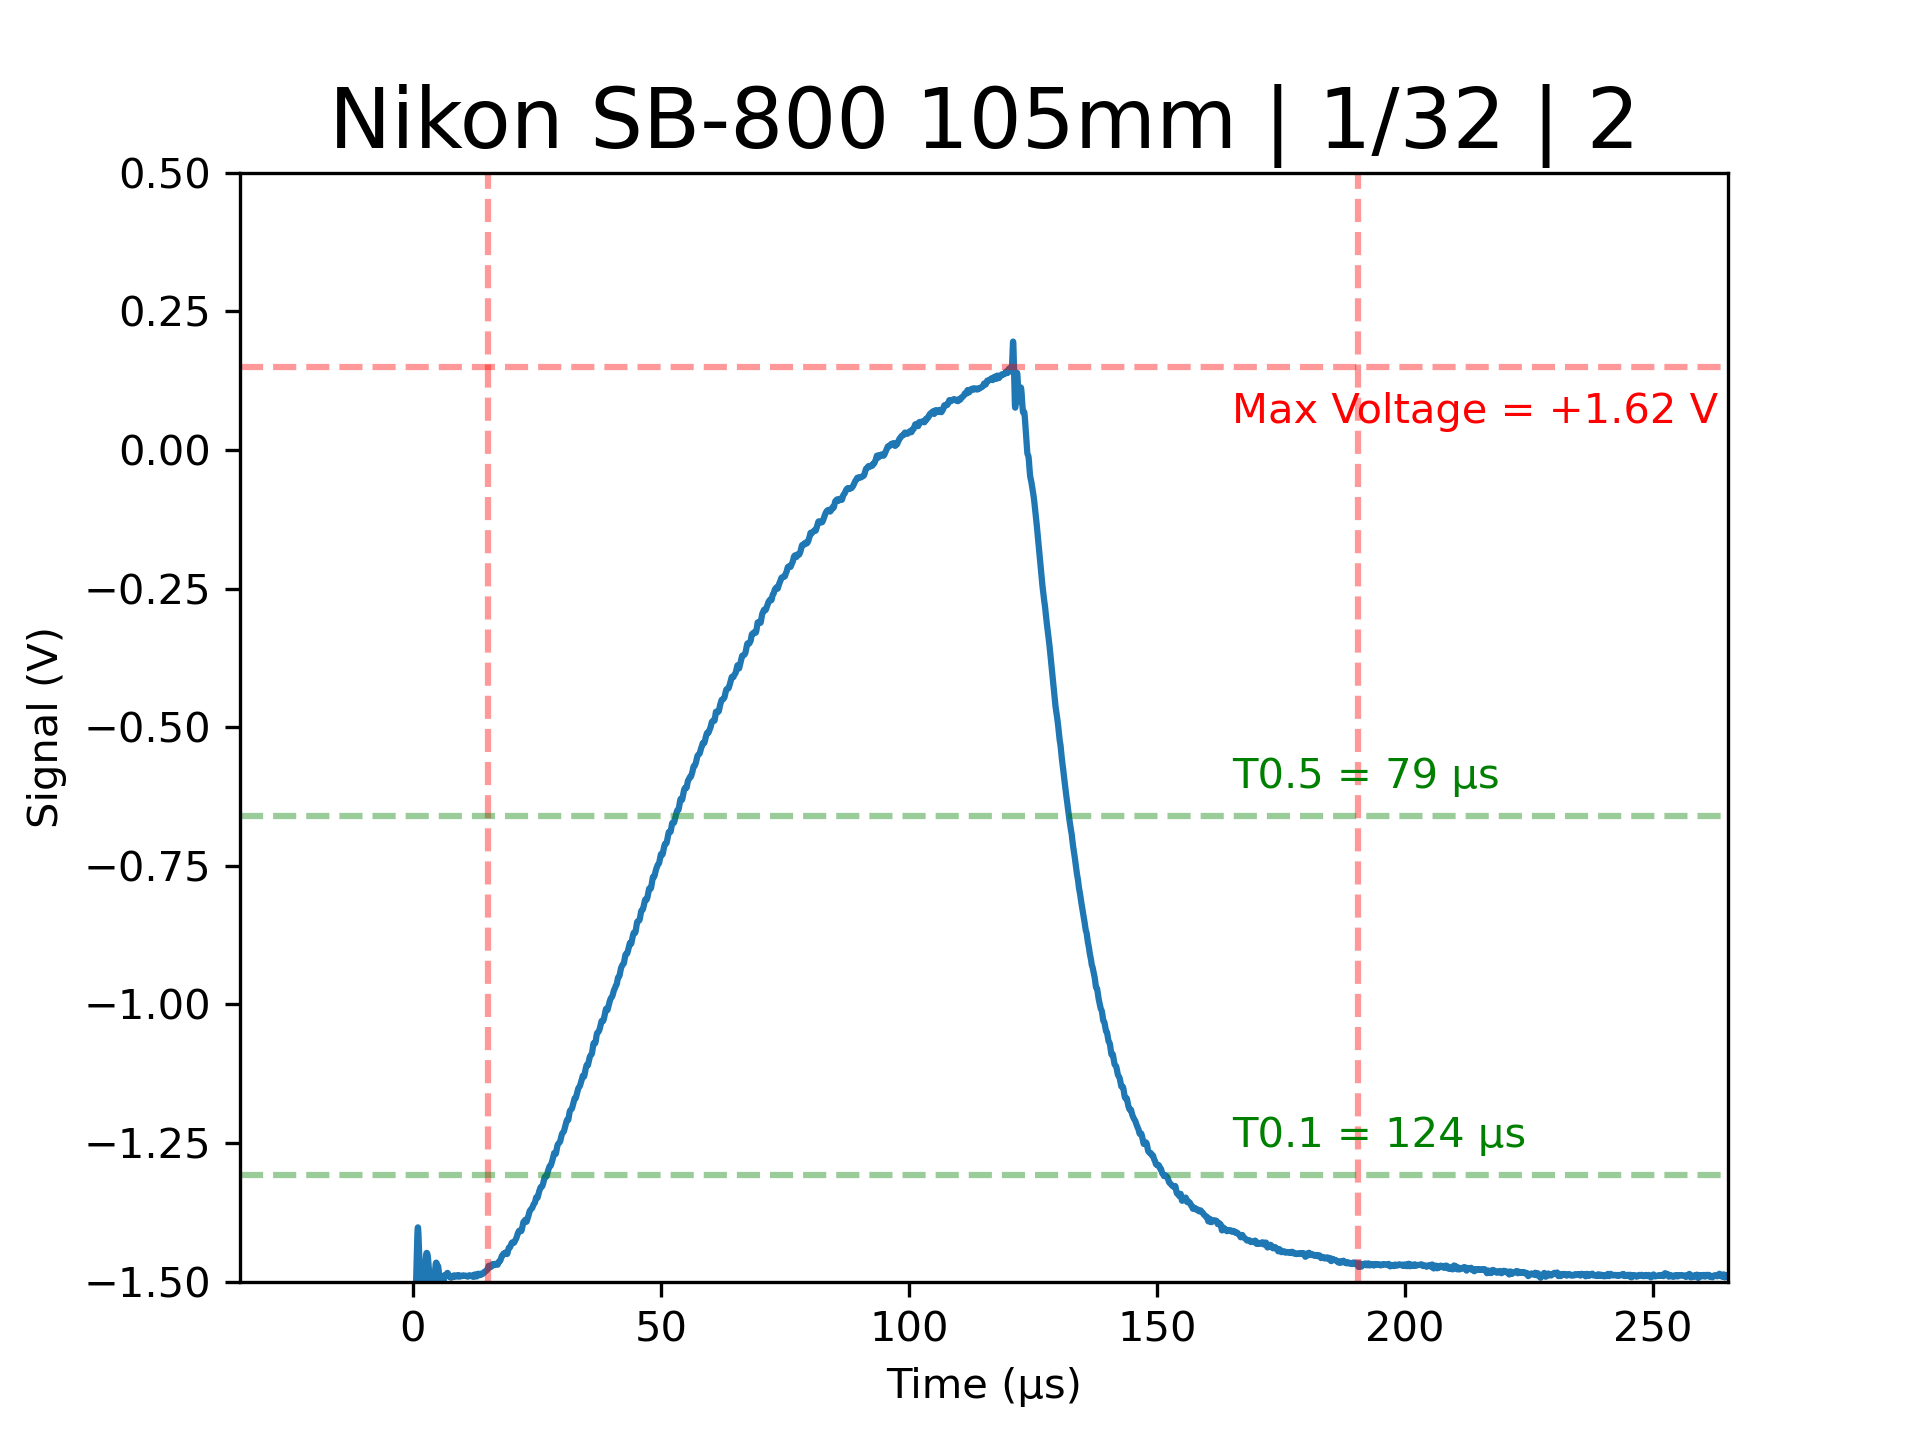 Nikon SB-800 105mm | 1/32 | 2
0.50
0.25
0.00
−0.25
−0.50
−0.75
−1.00
−1.25
−1.50
Signal (V)
Max Voltage = +1.62 V
T0.5 = 79 µs
T0.1 = 124 µs
0 50 100 150 200 250
Time (µs)